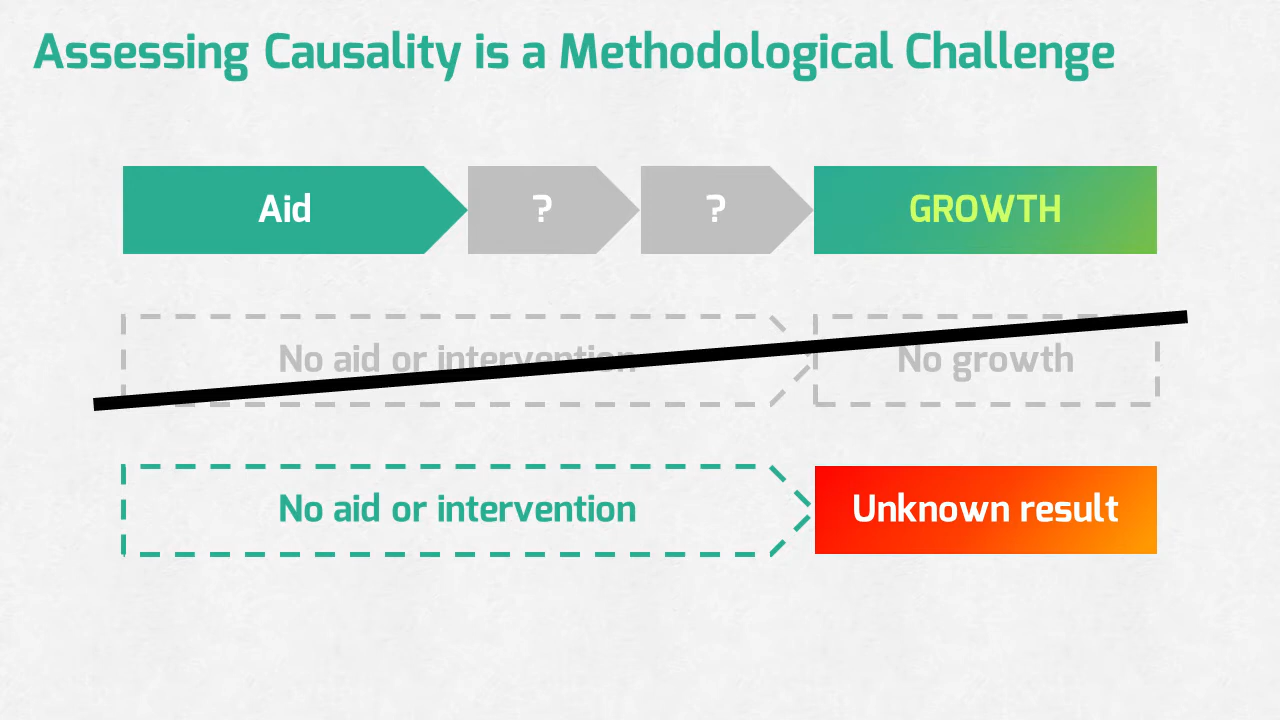 Assessing Causality is a Methodological Challenge
Aid
?
?
GROWTH
No aid or intervention
No growth
No aid or intervention
Unknown result